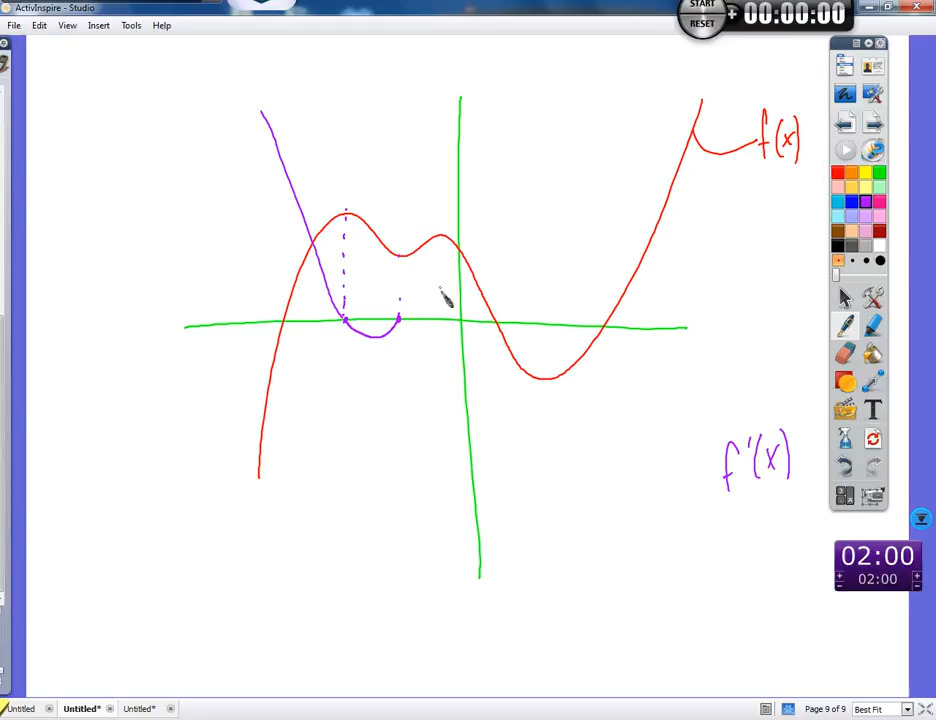 ActivInspire - Studio
START
RESET
00:00:00
File Edit View Insert Tools Help
f(x)
f'(x)
T
02:00
02:00
Untitled Untitled* Untitled* Page 9 of 9 Best Fit